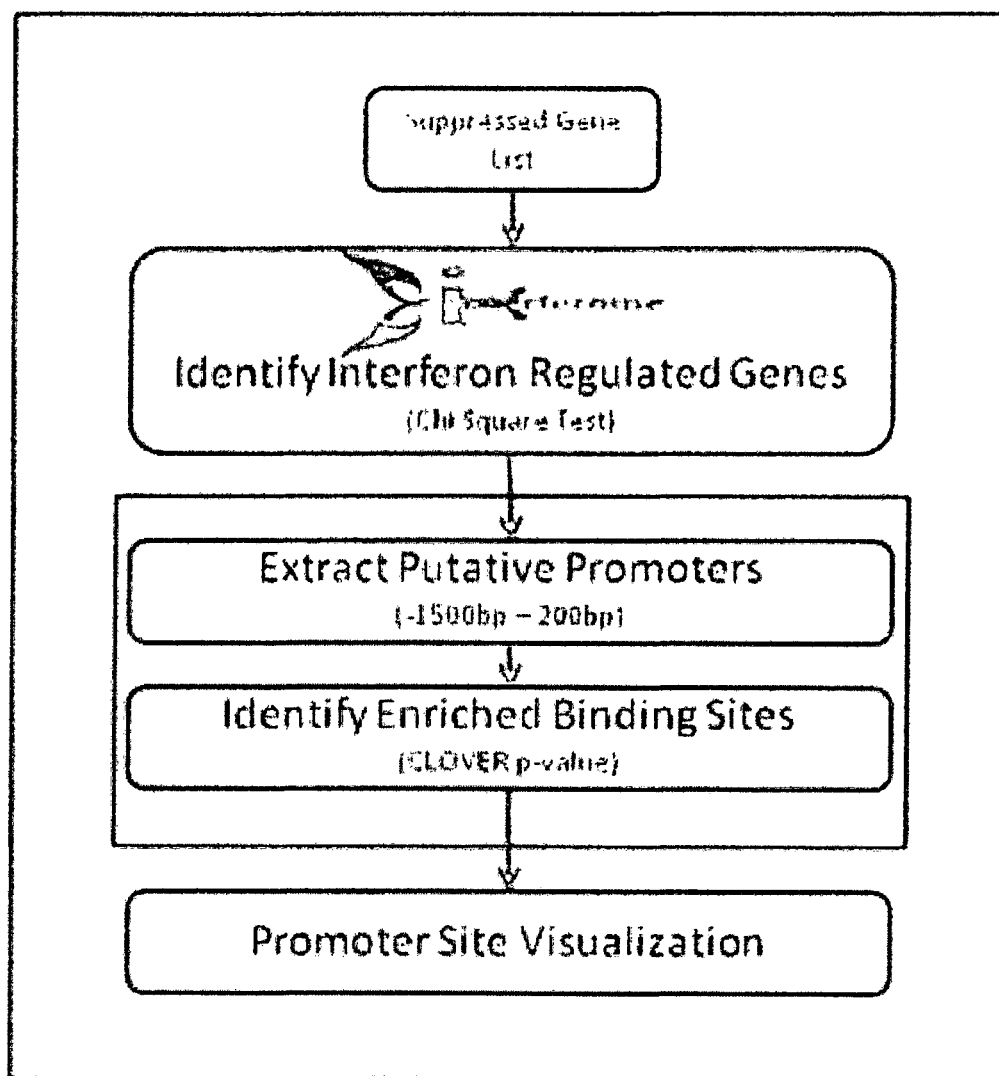 Suppressed Gene
List
Identify Interferon Regulated Genes
(Chi Square Test)
Extract Putative Promoters
(-1500bp – 200bp)
Identify Enriched Binding Sites
(CLOVER p-value)
Promoter Site Visualization